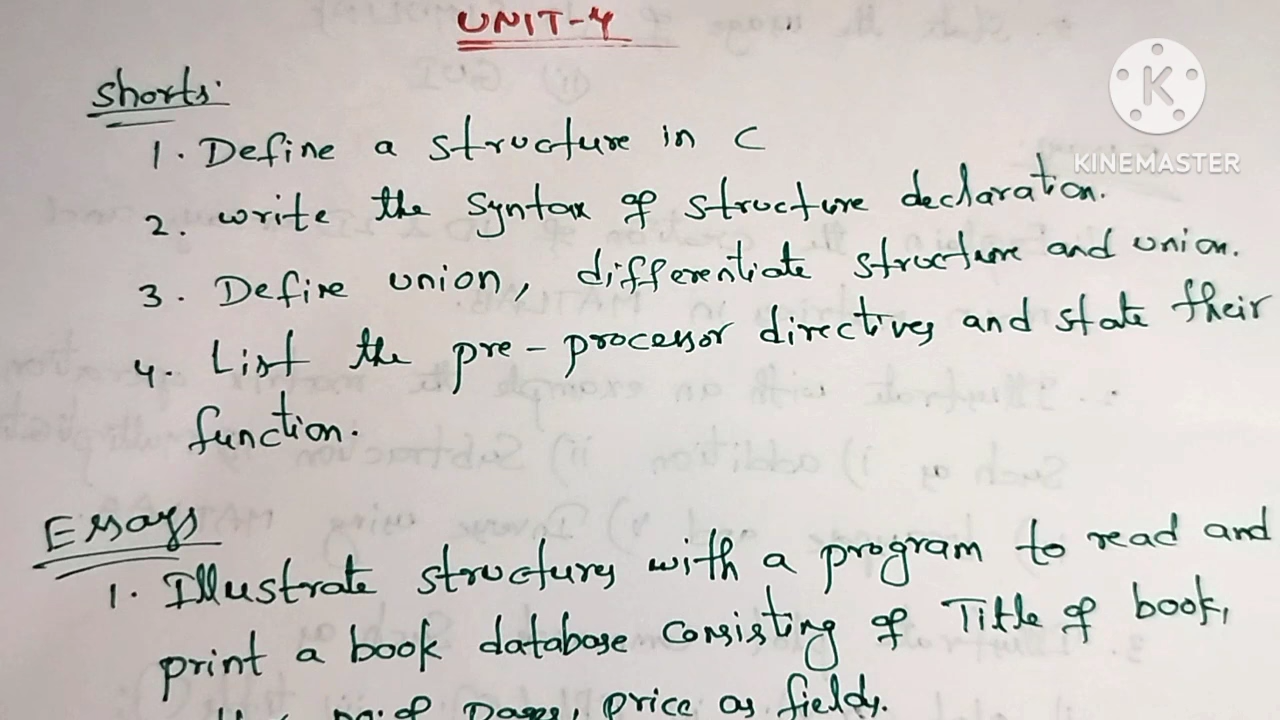 UNIT-4
Shorts:
1. Define a structure in C
2. write the syntax of structure declaration.
3. Define union, differentiate structure and union.
4. List the pre-processor directives and state their
function.
Essays
1. Illustrate structures with a program to read and
print a book database consisting of Title of book,
no. of pages, price as fields.
K
KINEMASTER